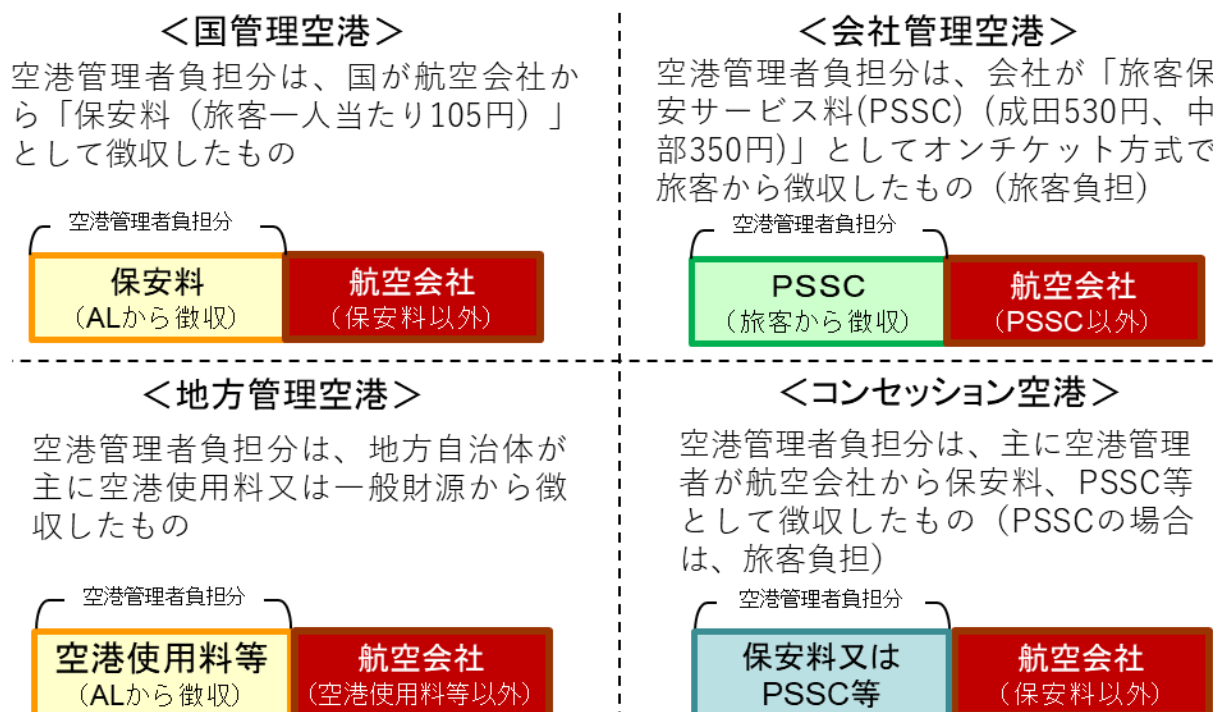 <国管理空港>
空港管理者負担分は、国が航空会社か
ら「保安料（旅客一人当たり105円）」
として徴収したもの
空港管理者負担分
保安料
（ALから徴収）
航空会社
（保安料以外）
<会社管理空港>
空港管理者負担分は、会社が「旅客保
安サービス料(PSSC)（成田530円、中
部350円)」としてオンチケット方式で
旅客から徴収したもの（旅客負担）
空港管理者負担分
PSSC
（旅客から徴収）
航空会社
（PSSC以外）
<地方管理空港>
空港管理者負担分は、地方自治体が
主に空港使用料又は一般財源から徴
収したもの
空港管理者負担分
空港使用料等
（ALから徴収）
航空会社
（空港使用料等以外）
<コンセッション空港>
空港管理者負担分は、主に空港管理
者が航空会社から保安料、PSSC等
として徴収したもの（PSSCの場合
は、旅客負担）
空港管理者負担分
保安料又は
PSSC等
航空会社
（保安料以外）